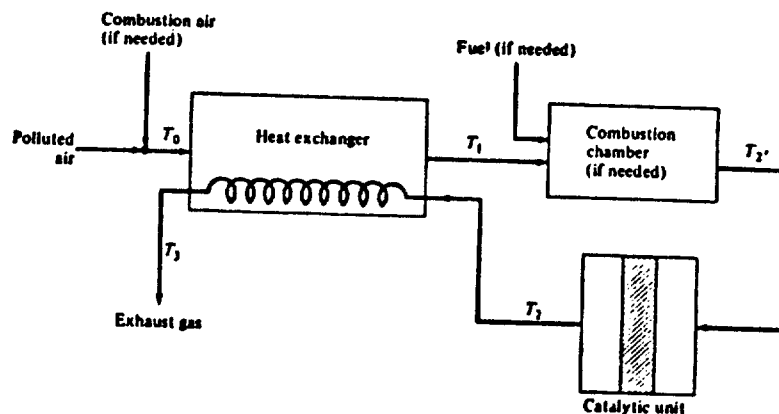 Combustion air
(if needed)
Fuel (if needed)
Polluted
air
T0
Heat exchanger
T1
Combustion
chamber
(if needed)
T2'
T3
Exhaust gas
T2
Catalytic unit